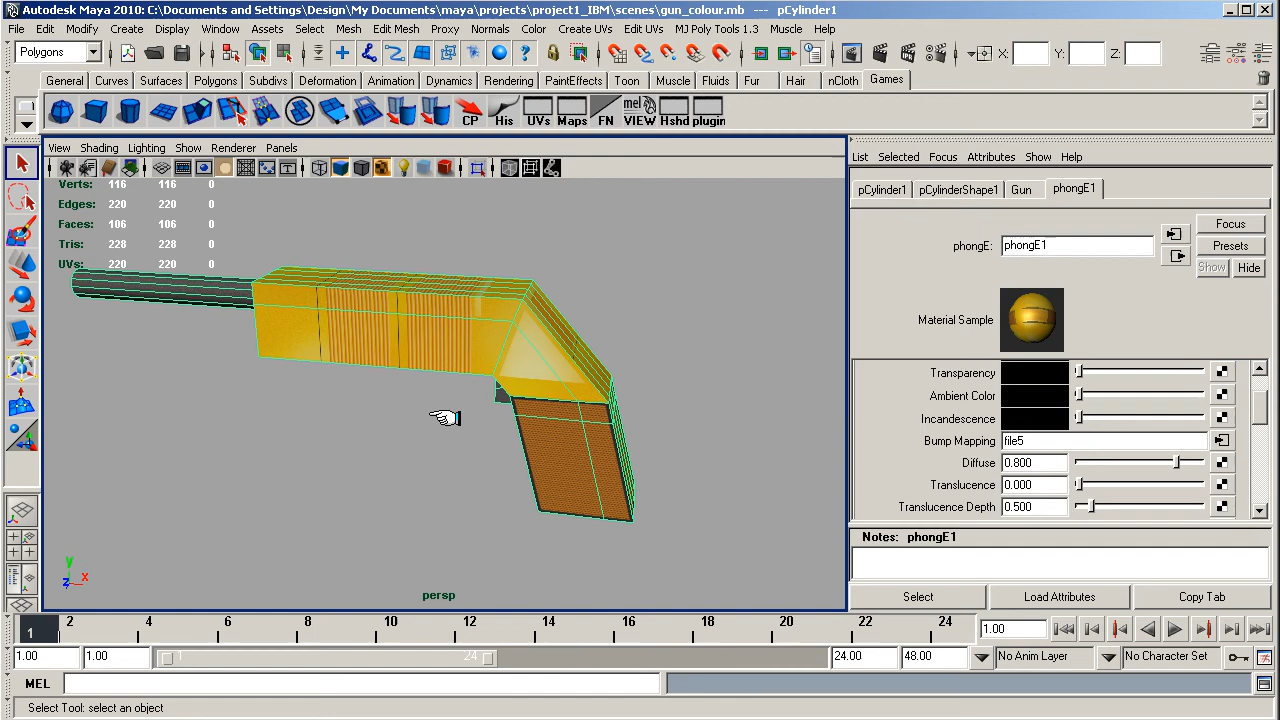 Autodesk Maya 2010: C:\Documents and Settings\Design\My Documents\maya\projects\project1_IBM\scenes\gun_colour.mb --- pCylinder1
File Edit Modify Create Display Window Assets Select Mesh Edit Mesh Proxy Normals Color Create UVs Edit UVs MJ Poly Tools 1.3 Muscle Help
Polygons X: Y: Z:
General Curves Surfaces Polygons Subdivs Deformation Animation Dynamics Rendering PaintEffects Toon Muscle Fluids Fur Hair nCloth Games
CP His UVs Maps FN mel VIEW Hshd plugin
View Shading Lighting Show Renderer Panels
List Selected Focus Attributes Show Help
Verts: 116 116 0
Edges: 220 220 0
Faces: 106 106 0
Tris: 228 228 0
UVs: 220 220 0
pCylinder1 pCylinderShape1 Gun phongE1
Focus
phongE: phongE1
Presets
Show Hide
Material Sample
Transparency
Ambient Color
Incandescence
Bump Mapping file5
Diffuse 0.800
Translucence 0.000
Translucence Depth 0.500
Notes: phongE1
y
z x
persp
Select Load Attributes Copy Tab
1 2 4 6 8 10 12 14 16 18 20 22 24 1.00
1.00 1.00 1 24 24.00 48.00 No Anim Layer No Character Set
MEL
Select Tool: select an object